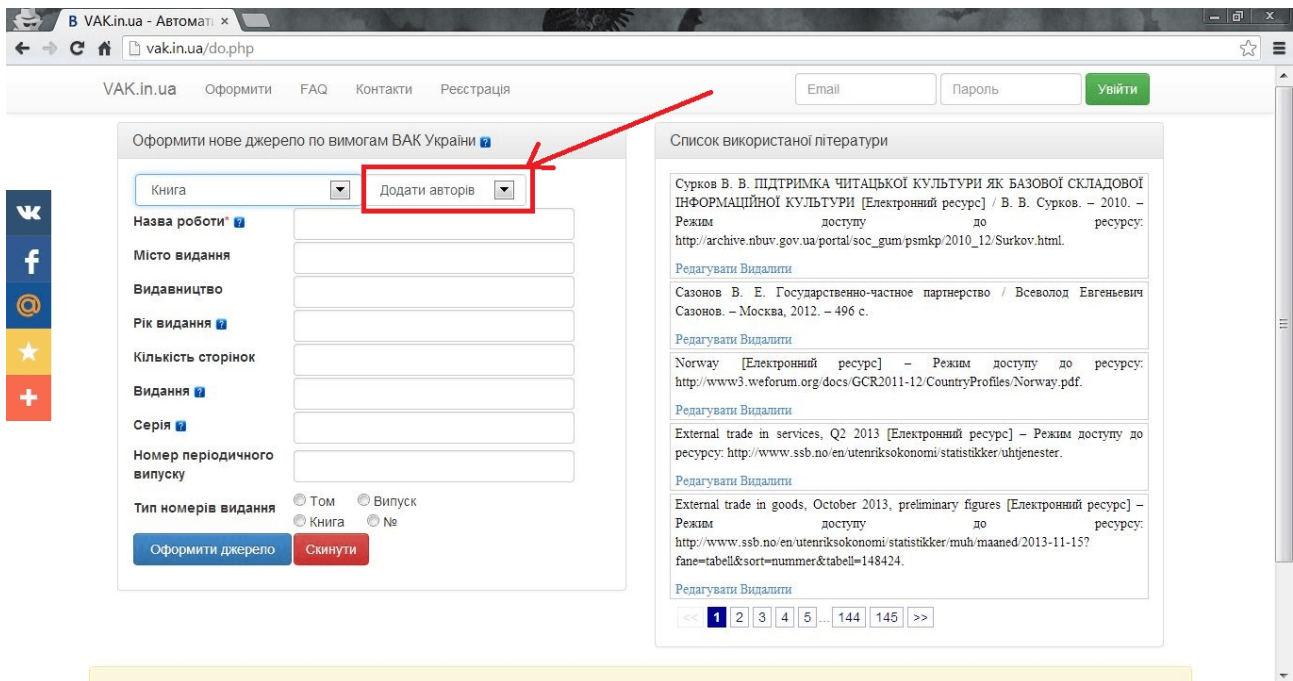 B VAK.in.ua - Автомат
vak.in.ua/do.php
VAK.in.ua Оформити FAQ Контакти Реєстрація Email Пароль Увійти
Оформити нове джерело по вимогам ВАК України ?
Книга Додати авторів
Назва роботи* ?
Місто видання
Видавництво
Рік видання ?
Кількість сторінок
Видання ?
Серія ?
Номер періодичного
випуску
Тип номерів видання
Том Випуск
Книга №
Оформити джерело Скинути
Список використаної літератури
Сурков В. В. ПІДТРИМКА ЧИТАЦЬКОЇ КУЛЬТУРИ ЯК БАЗОВОЇ СКЛАДОВОЇ
ІНФОРМАЦІЙНОЇ КУЛЬТУРИ [Електронний ресурс] / В. В. Сурков. – 2010. –
Режим доступу до ресурсу:
http://archive.nbuv.gov.ua/portal/soc_gum/psmkp/2010_12/Surkov.html.
Редагувати Видалити
Сазонов В. Е. Государственно-частное партнерство / Всеволод Евгеньевич
Сазонов. – Москва, 2012. – 496 с.
Редагувати Видалити
Norway [Електронний ресурс] – Режим доступу до ресурсу:
http://www3.weforum.org/docs/GCR2011-12/CountryProfiles/Norway.pdf.
Редагувати Видалити
External trade in services, Q2 2013 [Електронний ресурс] – Режим доступу до
ресурсу: http://www.ssb.no/en/utenriksokonomi/statistikker/uhtjenester.
Редагувати Видалити
External trade in goods, October 2013, preliminary figures [Електронний ресурс] –
Режим доступу до ресурсу:
http://www.ssb.no/en/utenriksokonomi/statistikker/muh/maaned/2013-11-15?
fane=tabell&sort=nummer&tabell=148424.
Редагувати Видалити
<< 1 2 3 4 5 ... 144 145 >>